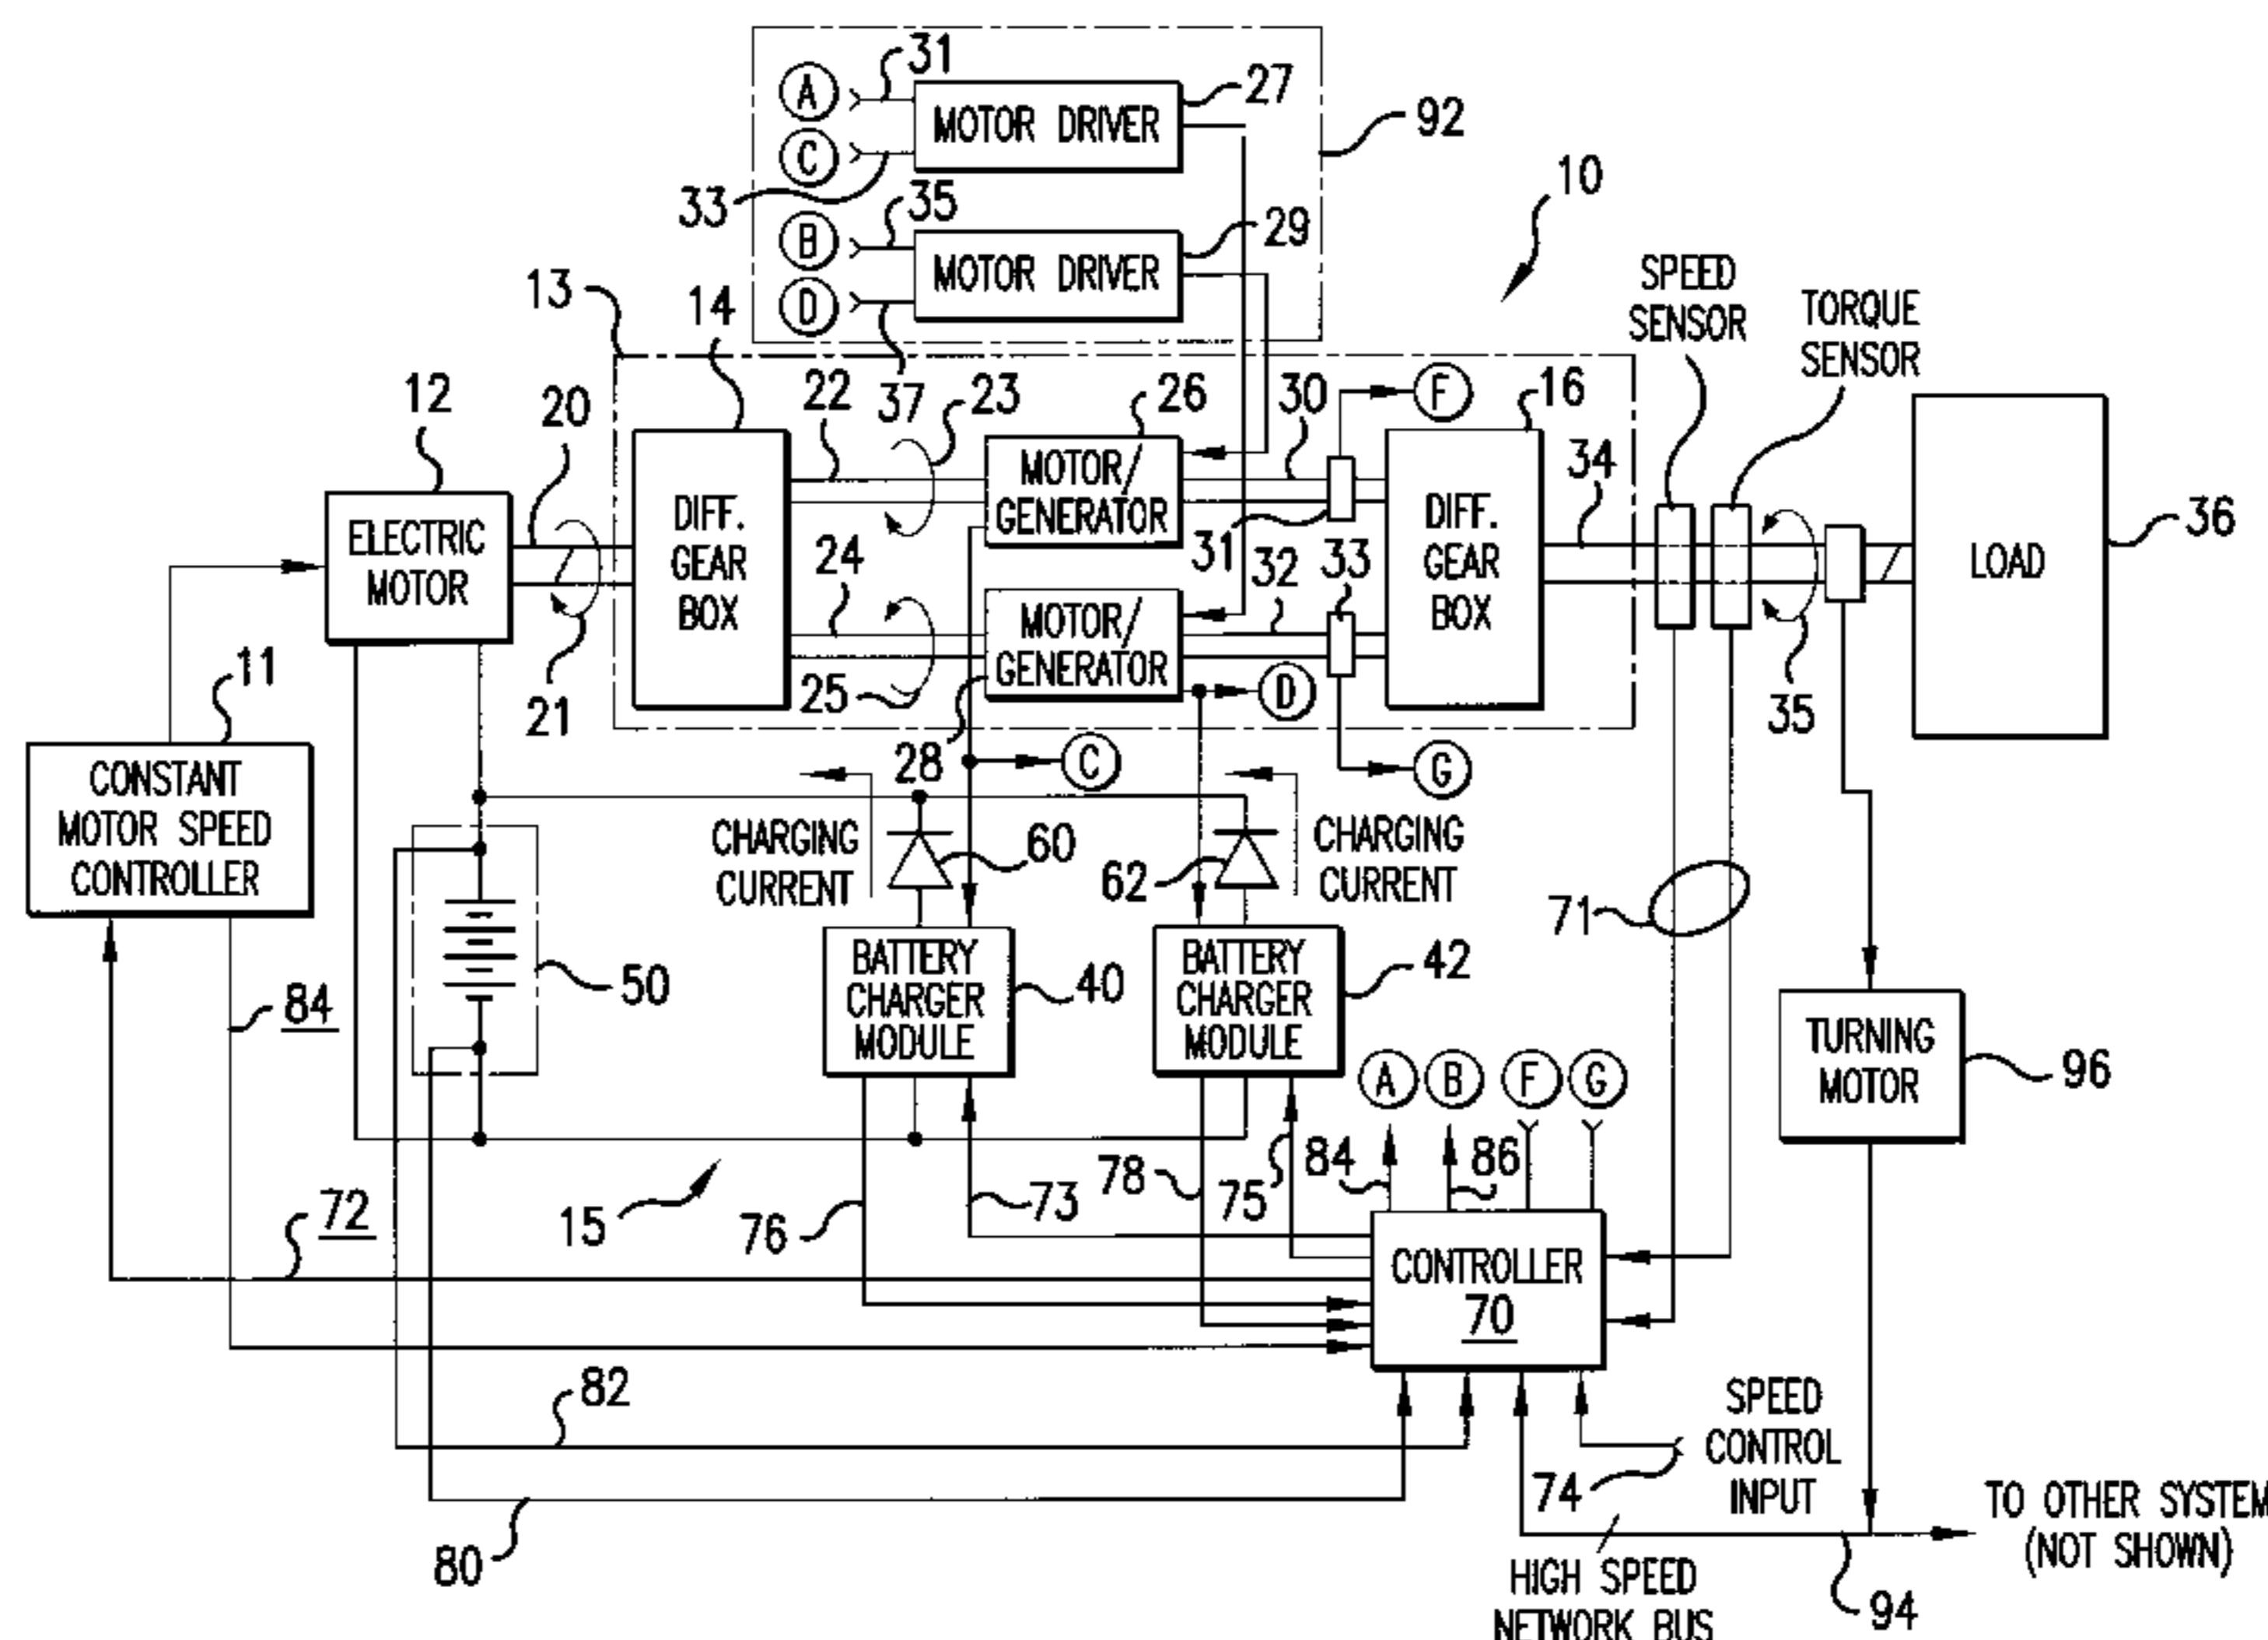 A
31
MOTOR DRIVER
27
C
33
92
B
35
MOTOR DRIVER
29
D
37
10
13
14
SPEED
SENSOR
TORQUE
SENSOR
12
20
22
23
26
30
F
16
34
36
ELECTRIC
MOTOR
DIFF.
GEAR
BOX
MOTOR/
GENERATOR
31
DIFF.
GEAR
BOX
LOAD
24
32
33
MOTOR/
GENERATOR
25
D
21
35
11
28
C
G
CONSTANT
MOTOR SPEED
CONTROLLER
CHARGING
CURRENT
60
62
CHARGING
CURRENT
71
50
84
BATTERY
CHARGER
MODULE
40
BATTERY
CHARGER
MODULE
42
TURNING
MOTOR
96
A
B
F
G
84
86
72
15
76
73
78
75
CONTROLLER
70
82
80
SPEED
CONTROL
INPUT
74
HIGH SPEED
NETWORK BUS
94
TO OTHER SYSTEM
(NOT SHOWN)